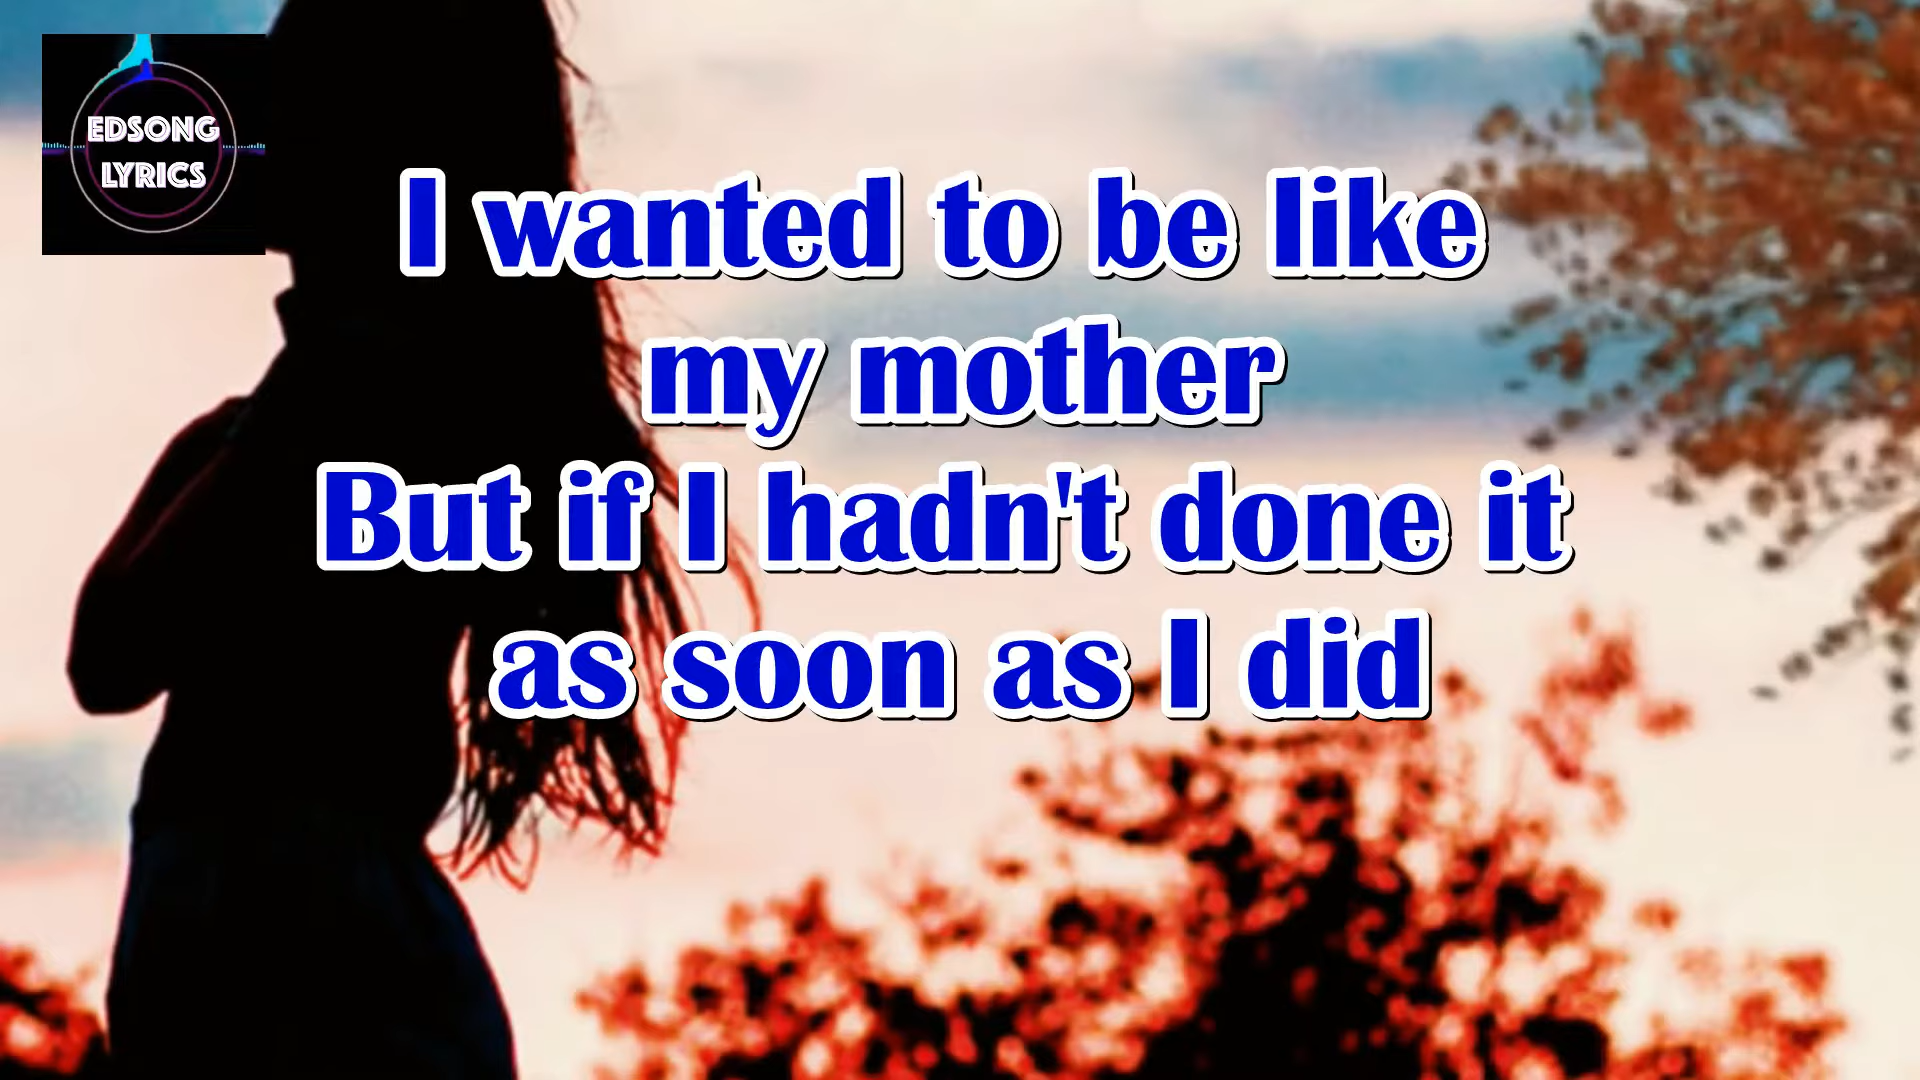 EDSONG
LYRICS
I wanted to be like
my mother
But if I hadn't done it
as soon as I did